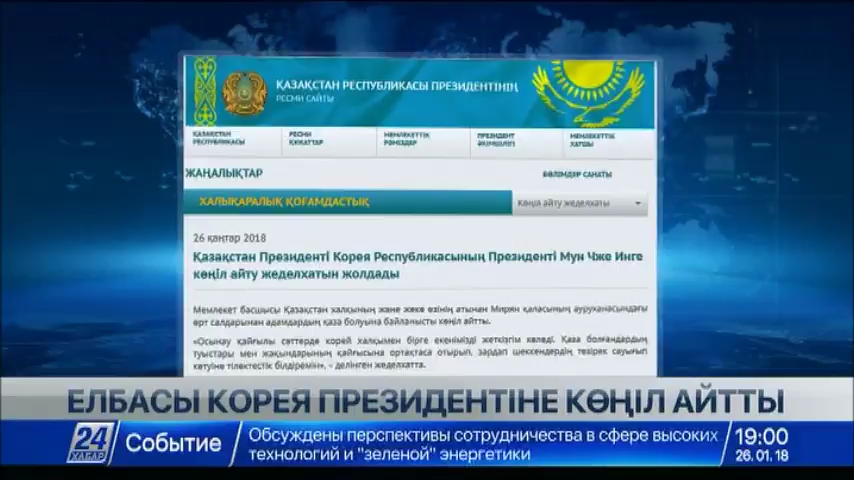 ҚАЗАҚСТАН РЕСПУБЛИКАСЫ ПРЕЗИДЕНТІНІҢ
РЕСМИ САЙТЫ
ҚАЗАҚСТАН
РЕСПУБЛИКАСЫ
РЕСМИ
ҚҰЖАТТАР
МЕМЛЕКЕТТІК
РӘМІЗДЕР
ПРЕЗИДЕНТ
ӘКІМШІЛІГІ
МЕМЛЕКЕТТІК
ХАТШЫ
ЖАҢАЛЫҚТАР
БӨЛІМДЕР САНАТЫ
ХАЛЫҚАРАЛЫҚ ҚОҒАМДАСТЫҚ
Көңіл айту жеделхаты
26 қаңтар 2018
Қазақстан Президенті Корея Республикасының Президенті Мун Чже Инге
көңіл айту жеделхатын жолдады
Мемлекет басшысы Қазақстан халқының және жеке өзінің атынан Мирян қаласының ауруханасындағы
өрт салдарынан адамдардың қаза болуына байланысты көңіл айтты.
«Осынау қайғылы сәттерде корей халқымен бірге екенімізді жеткізгім келеді. Қаза болғандардың
туыстары мен жақындарының қайғысына ортақтаса отырып, зардап шеккендердің тезірек сауығып
кетуіне тілектестік білдіремін», – делінген жеделхатта.
ЕЛБАСЫ КОРЕЯ ПРЕЗИДЕНТІНЕ КӨҢІЛ АЙТТЫ
24
ХАБАР
Событие
Обсуждены перспективы сотрудничества в сфере высоких
технологий и "зеленой" энергетики
19:00
26.01.18